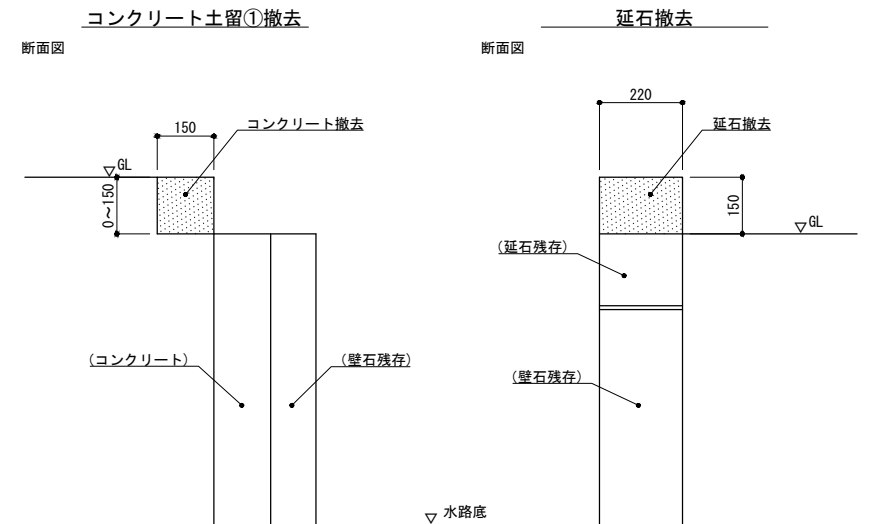 コンクリート土留①撤去
断面図
150
コンクリート撤去
GL
0～150
(コンクリート)
(壁石残存)
水路底
延石撤去
断面図
220
延石撤去
150
GL
(延石残存)
(壁石残存)